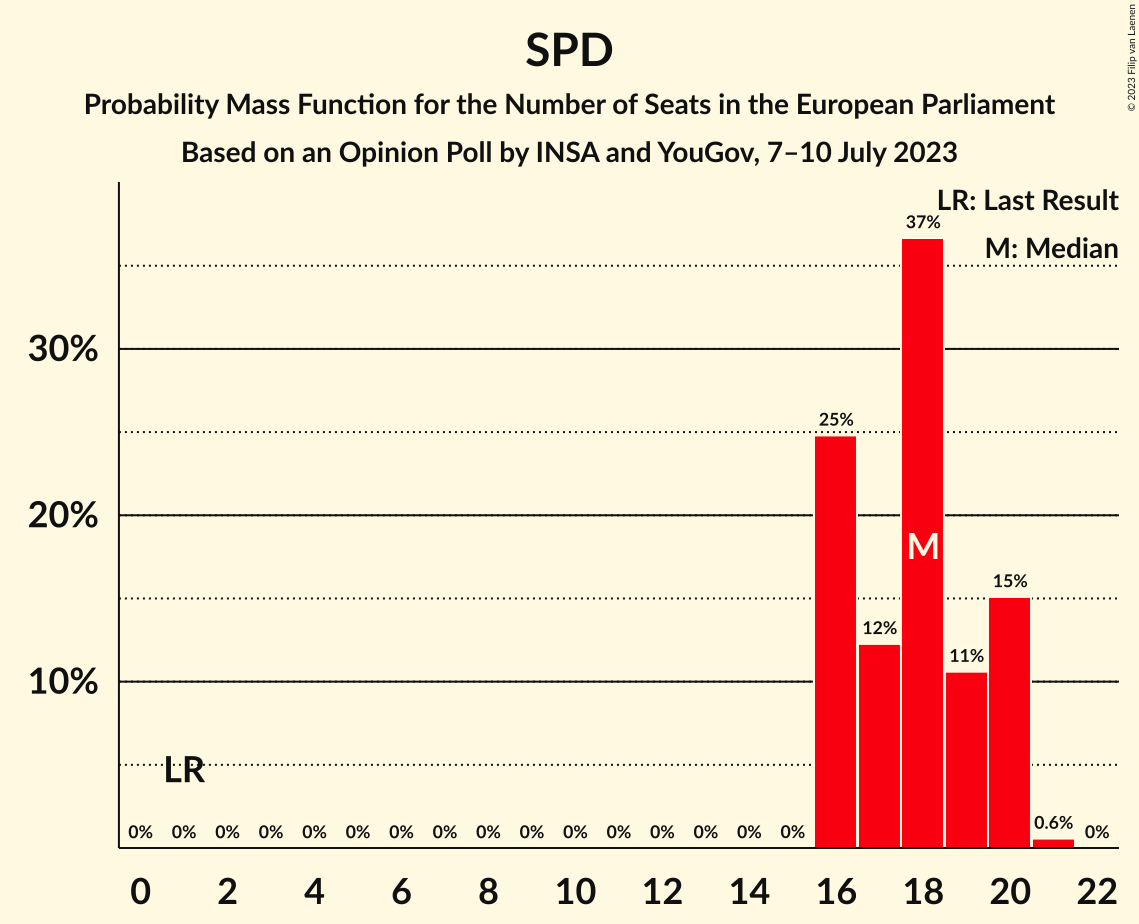 SPD
Probability Mass Function for the Number of Seats in the European Parliament
Based on an Opinion Poll by INSA and YouGov, 7–10 July 2023
© 2023 Filip van Laenen
LR: Last Result
M: Median
37%
30%
25%
20%
M
15%
12%
11%
10%
LR
0% 0% 0% 0% 0% 0% 0% 0% 0% 0% 0% 0% 0% 0% 0% 0% 0.6% 0%
0 2 4 6 8 10 12 14 16 18 20 22